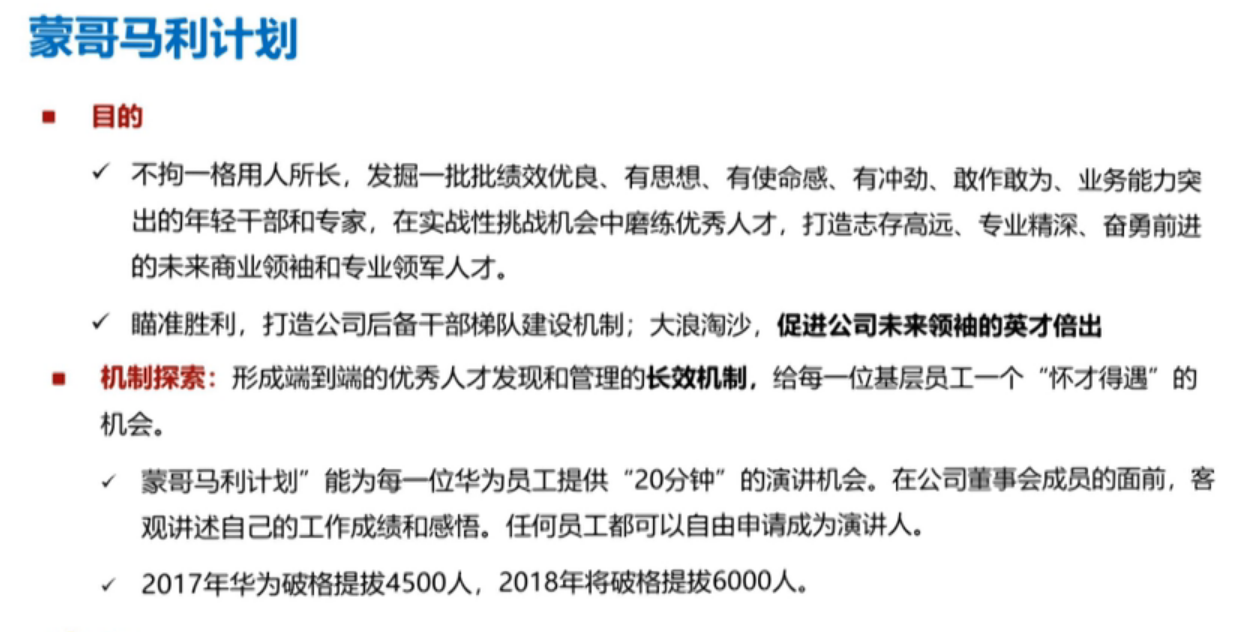 蒙哥马利计划
■ 目的
✓ 不拘一格用人所长，发掘一批批绩效优良、有思想、有使命感、有冲劲、敢作敢为、业务能力突
出的年轻干部和专家，在实战性挑战机会中磨练优秀人才，打造志存高远、专业精深、奋勇前进
的未来商业领袖和专业领军人才。
✓ 瞄准胜利，打造公司后备干部梯队建设机制；大浪淘沙，促进公司未来领袖的英才倍出
■ 机制探索：形成端到端的优秀人才发现和管理的长效机制，给每一位基层员工一个“怀才得遇”的
机会。
✓ 蒙哥马利计划”能为每一位华为员工提供“20分钟”的演讲机会。在公司董事会成员的面前，客
观讲述自己的工作成绩和感悟。任何员工都可以自由申请成为演讲人。
✓ 2017年华为破格提拔4500人，2018年将破格提拔6000人。